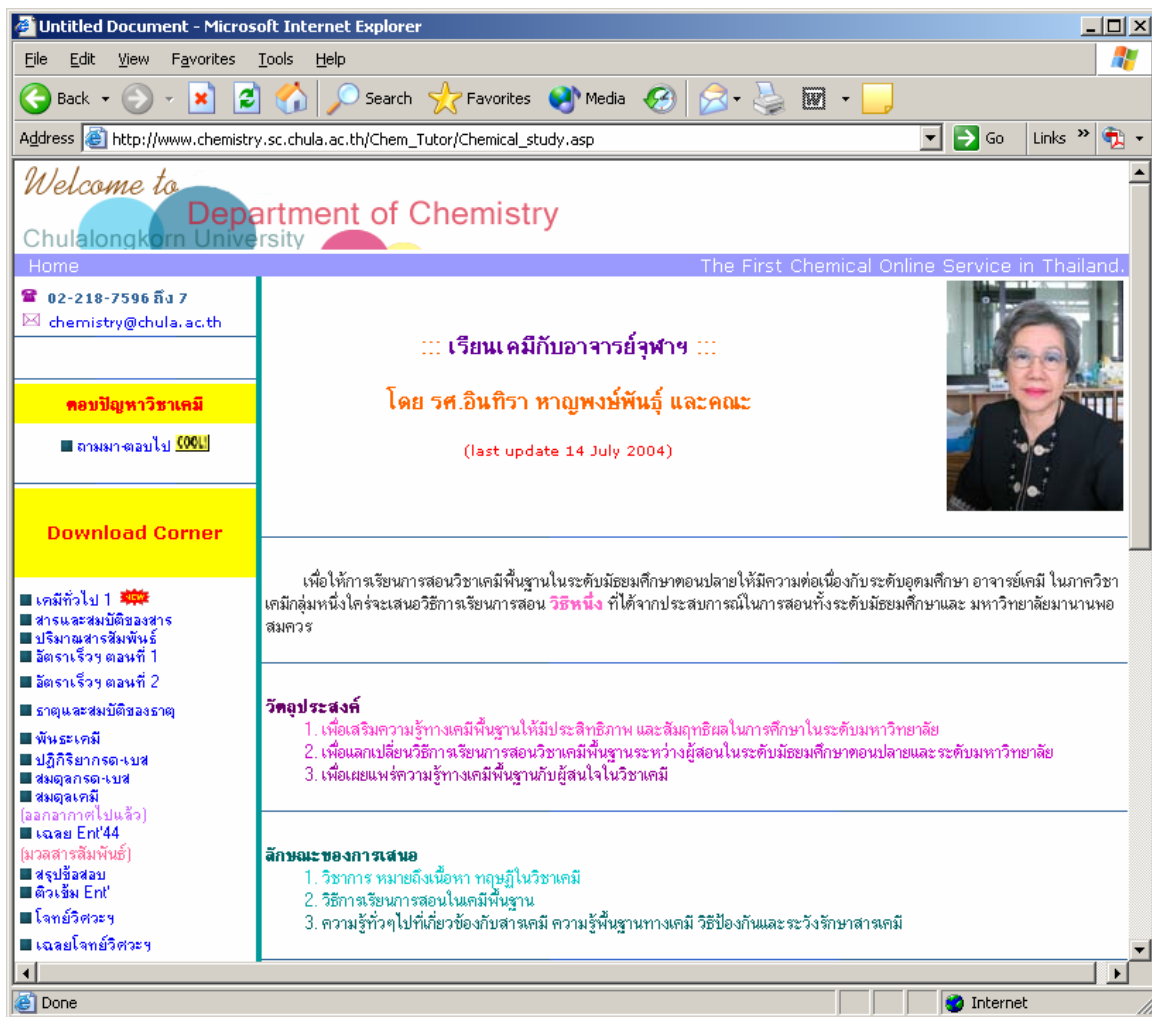 Untitled Document - Microsoft Internet Explorer
File Edit View Favorites Tools Help
Back Search Favorites Media
Address http://www.chemistry.sc.chula.ac.th/Chem_Tutor/Chemical_study.asp Go Links »
Welcome to
Department of Chemistry
Chulalongkorn University
Home The First Chemical Online Service in Thailand.
02-218-7596 ถึง 7
chemistry@chula.ac.th
ตอบปัญหาวิชาเคมี
ถามมา-ตอบไป COOL!
Download Corner
เคมีทั่วไป 1 NEW
สารและสมบัติของสาร
ปริมาณสารสัมพันธ์
อัตราเร็วฯ ตอนที่ 1
อัตราเร็วฯ ตอนที่ 2
ธาตุและสมบัติของธาตุ
พันธะเคมี
ปฏิกิริยากรด-เบส
สมดุลกรด-เบส
สมดุลเคมี
(ออกอากาศไปแล้ว)
เฉลย Ent'44
(มวลสารสัมพันธ์)
สรุปข้อสอบ
ติวเข้ม Ent'
โจทย์วิศวะฯ
เฉลยโจทย์วิศวะฯ
::: เรียนเคมีกับอาจารย์จุฬาฯ :::
โดย รศ.อินทิรา หาญพงษ์พันธุ์ และคณะ
(last update 14 July 2004)
เพื่อให้การเรียนการสอนวิชาเคมีพื้นฐานในระดับมัธยมศึกษาตอนปลายให้มีความต่อเนื่องกับระดับอุดมศึกษา อาจารย์เคมี ในภาควิชา
เคมีกลุ่มหนึ่งใคร่จะเสนอวิธีการเรียนการสอน วิธีหนึ่ง ที่ได้จากประสบการณ์ในการสอนทั้งระดับมัธยมศึกษาและ มหาวิทยาลัยมานานพอ
สมควร
วัตถุประสงค์
1. เพื่อเสริมความรู้ทางเคมีพื้นฐานให้มีประสิทธิภาพ และสัมฤทธิผลในการศึกษาในระดับมหาวิทยาลัย
2. เพื่อแลกเปลี่ยนวิธีการเรียนการสอนวิชาเคมีพื้นฐานระหว่างผู้สอนในระดับมัธยมศึกษาตอนปลายและระดับมหาวิทยาลัย
3. เพื่อเผยแพร่ความรู้ทางเคมีพื้นฐานกับผู้สนใจในวิชาเคมี
ลักษณะของการเสนอ
1. วิชาการ หมายถึงเนื้อหา ทฤษฎีในวิชาเคมี
2. วิธีการเรียนการสอนในเคมีพื้นฐาน
3. ความรู้ทั่วๆไปที่เกี่ยวข้องกับสารเคมี ความรู้พื้นฐานทางเคมี วิธีป้องกันและระวังรักษาสารเคมี
Done Internet